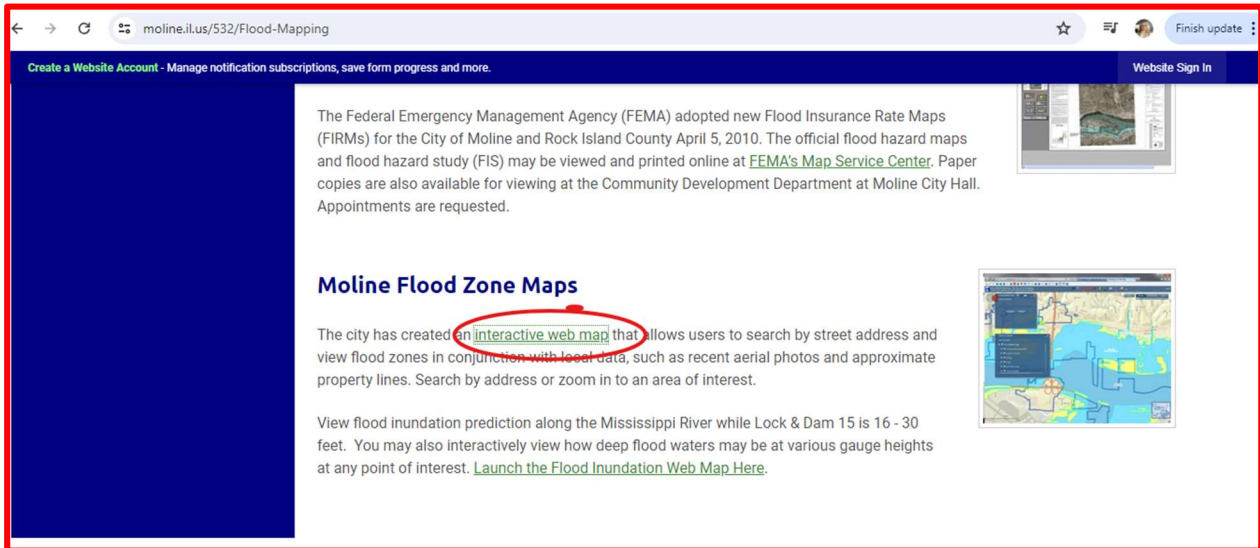 moline.il.us/532/Flood-Mapping
Finish update
Create a Website Account - Manage notification subscriptions, save form progress and more.
Website Sign In
The Federal Emergency Management Agency (FEMA) adopted new Flood Insurance Rate Maps
(FIRMs) for the City of Moline and Rock Island County April 5, 2010. The official flood hazard maps
and flood hazard study (FIS) may be viewed and printed online at FEMA's Map Service Center. Paper
copies are also available for viewing at the Community Development Department at Moline City Hall.
Appointments are requested.
Moline Flood Zone Maps
The city has created an interactive web map that allows users to search by street address and
view flood zones in conjunction with local data, such as recent aerial photos and approximate
property lines. Search by address or zoom in to an area of interest.
View flood inundation prediction along the Mississippi River while Lock & Dam 15 is 16 - 30
feet. You may also interactively view how deep flood waters may be at various gauge heights
at any point of interest. Launch the Flood Inundation Web Map Here.